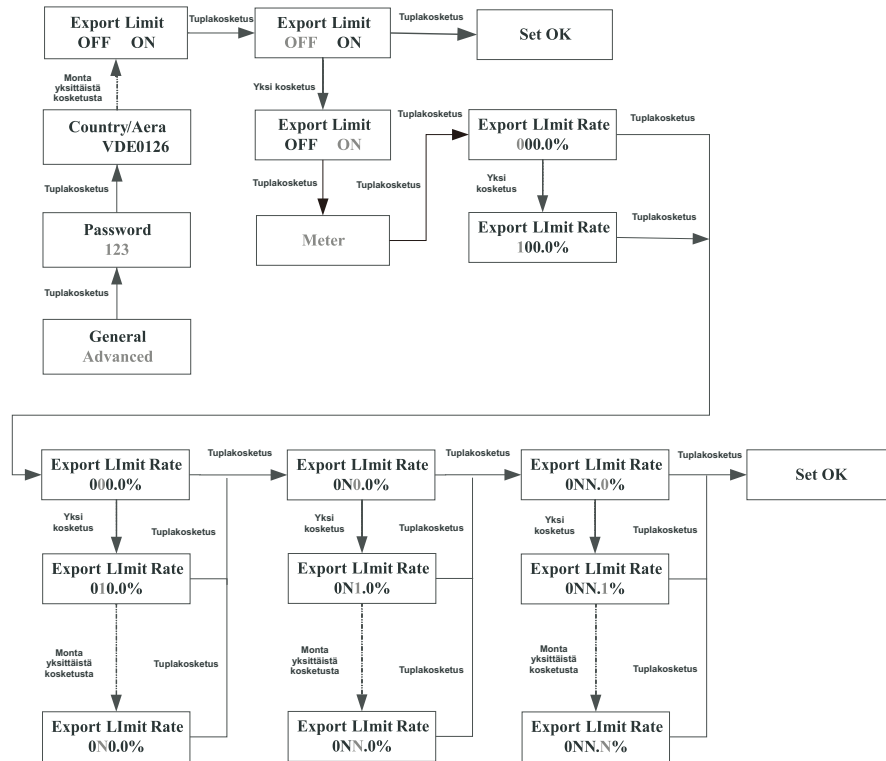 Export Limit
OFF ON
Tuplakosketus
Export Limit
OFF ON
Tuplakosketus
Set OK
Monta
yksittäistä
kosketusta
Yksi kosketus
Country/Aera
VDE0126
Export Limit
OFF ON
Tuplakosketus
Export LImit Rate
000.0%
Tuplakosketus
Tuplakosketus
Tuplakosketus
Tuplakosketus
Yksi
kosketus
Password
123
Meter
Export LImit Rate
100.0%
Tuplakosketus
Tuplakosketus
General
Advanced
Export LImit Rate
000.0%
Tuplakosketus
Export LImit Rate
0N0.0%
Tuplakosketus
Export LImit Rate
0NN.0%
Tuplakosketus
Set OK
Yksi
kosketus
Tuplakosketus
Yksi
kosketus
Tuplakosketus
Yksi
kosketus
Tuplakosketus
Export LImit Rate
010.0%
Export LImit Rate
0N1.0%
Export LImit Rate
0NN.1%
Monta
yksittäistä
kosketusta
Tuplakosketus
Monta
yksittäistä
kosketusta
Tuplakosketus
Monta
yksittäistä
kosketusta
Tuplakosketus
Export LImit Rate
0N0.0%
Export LImit Rate
0NN.0%
Export LImit Rate
0NN.N%